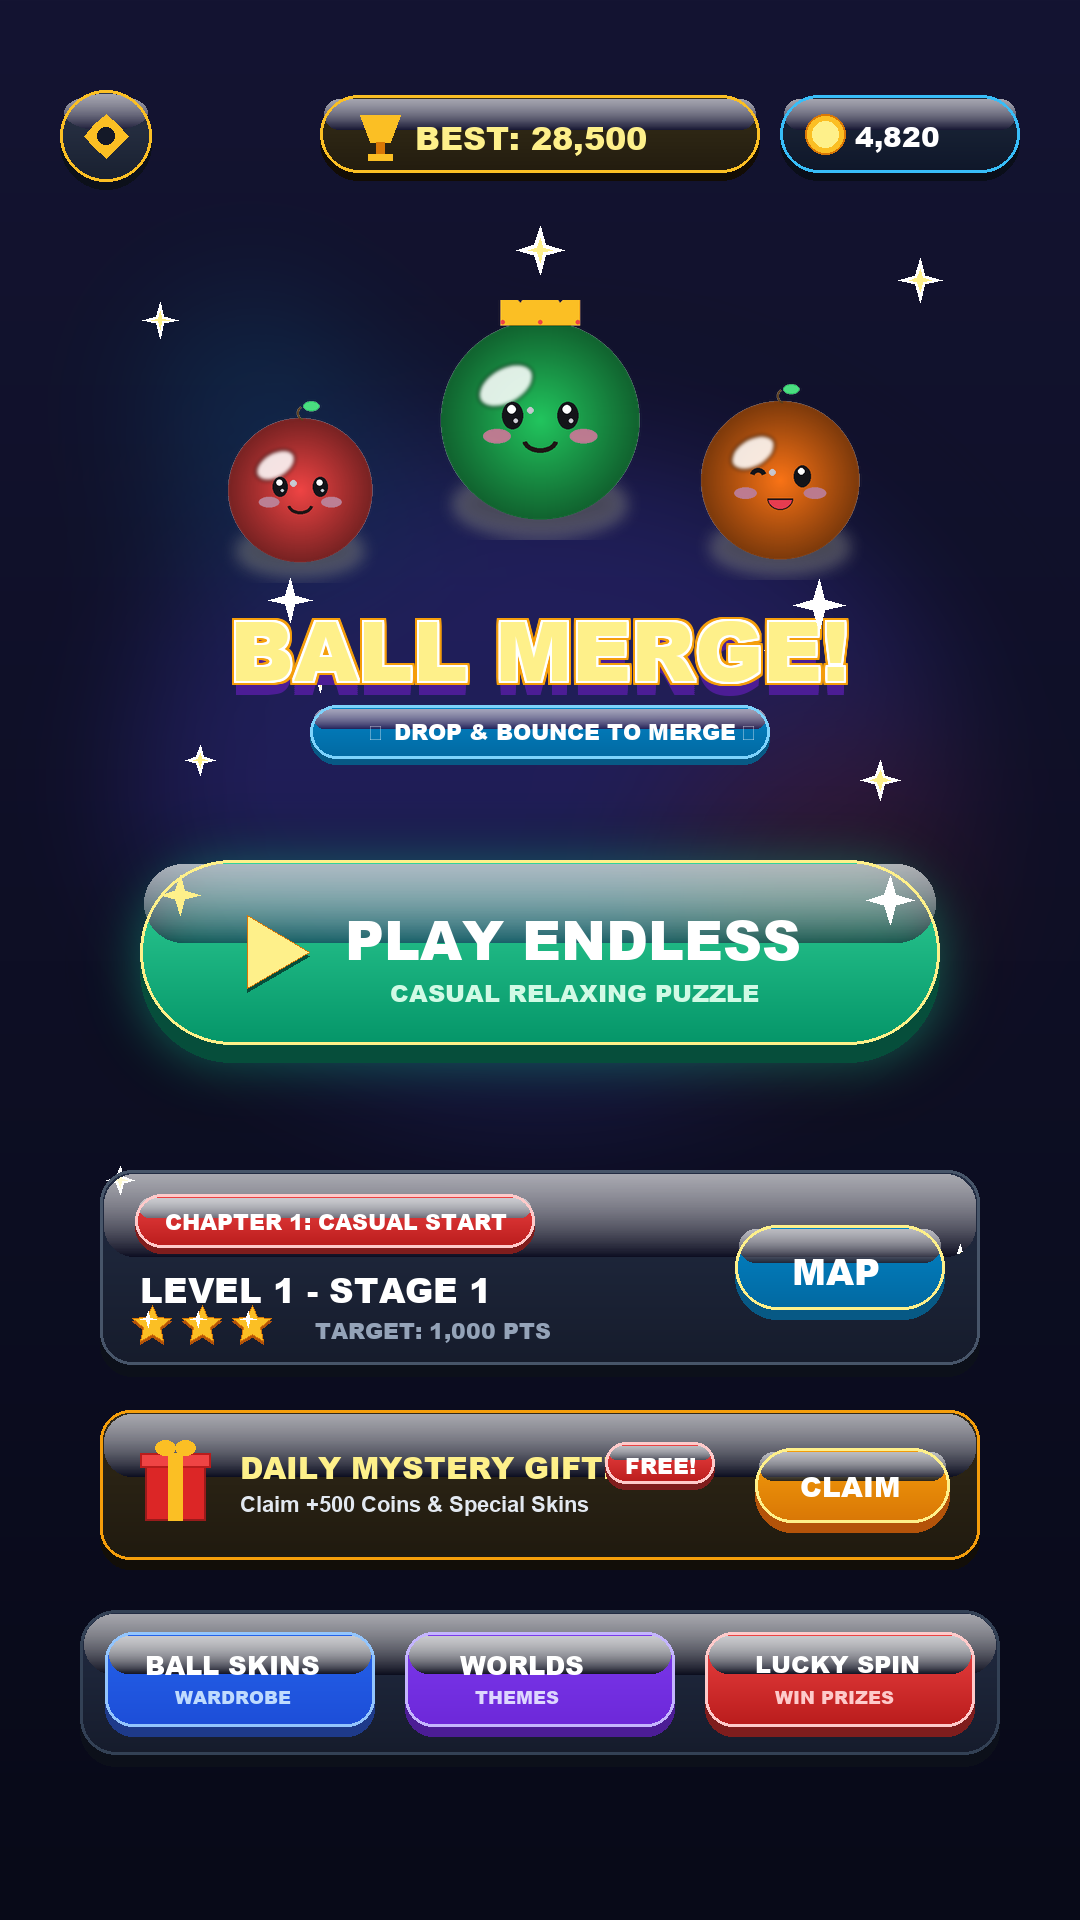 BEST: 28,500
4,820
BALL MERGE!
DROP & BOUNCE TO MERGE
PLAY ENDLESS
CASUAL RELAXING PUZZLE
CHAPTER 1: CASUAL START
LEVEL 1 - STAGE 1
MAP
TARGET: 1,000 PTS
DAILY MYSTERY GIFT.
FREE!
Claim +500 Coins & Special Skins
CLAIM
BALL SKINS
WARDROBE
WORLDS
THEMES
LUCKY SPIN
WIN PRIZES